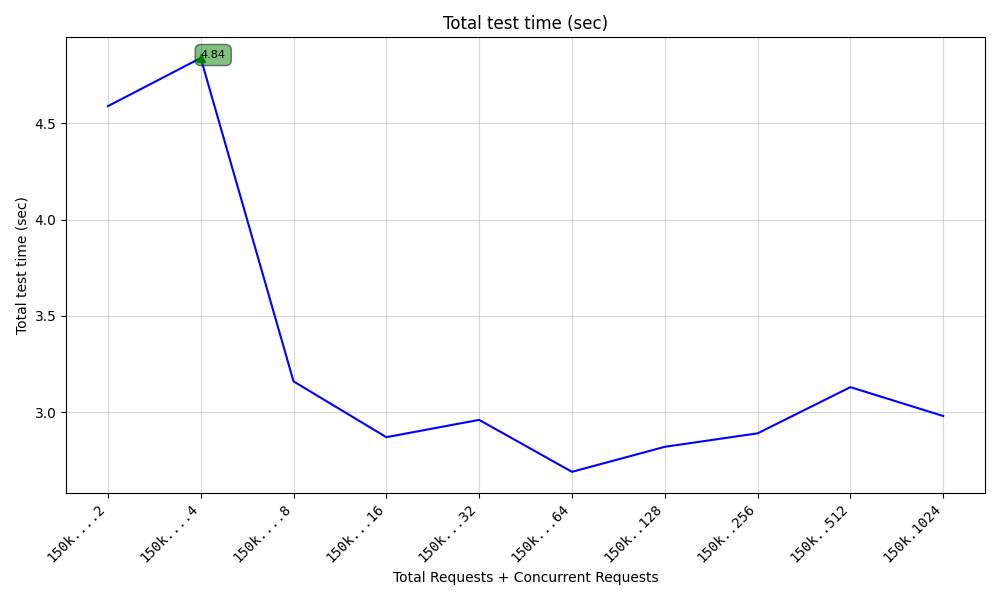 Total test time (sec)
4.84
Total test time (sec)
4.5
4.0
3.5
3.0
150k....2
150k....4
150k....8
150k...16
150k...32
150k...64
150k..128
150k..256
150k..512
150k.1024
Total Requests + Concurrent Requests